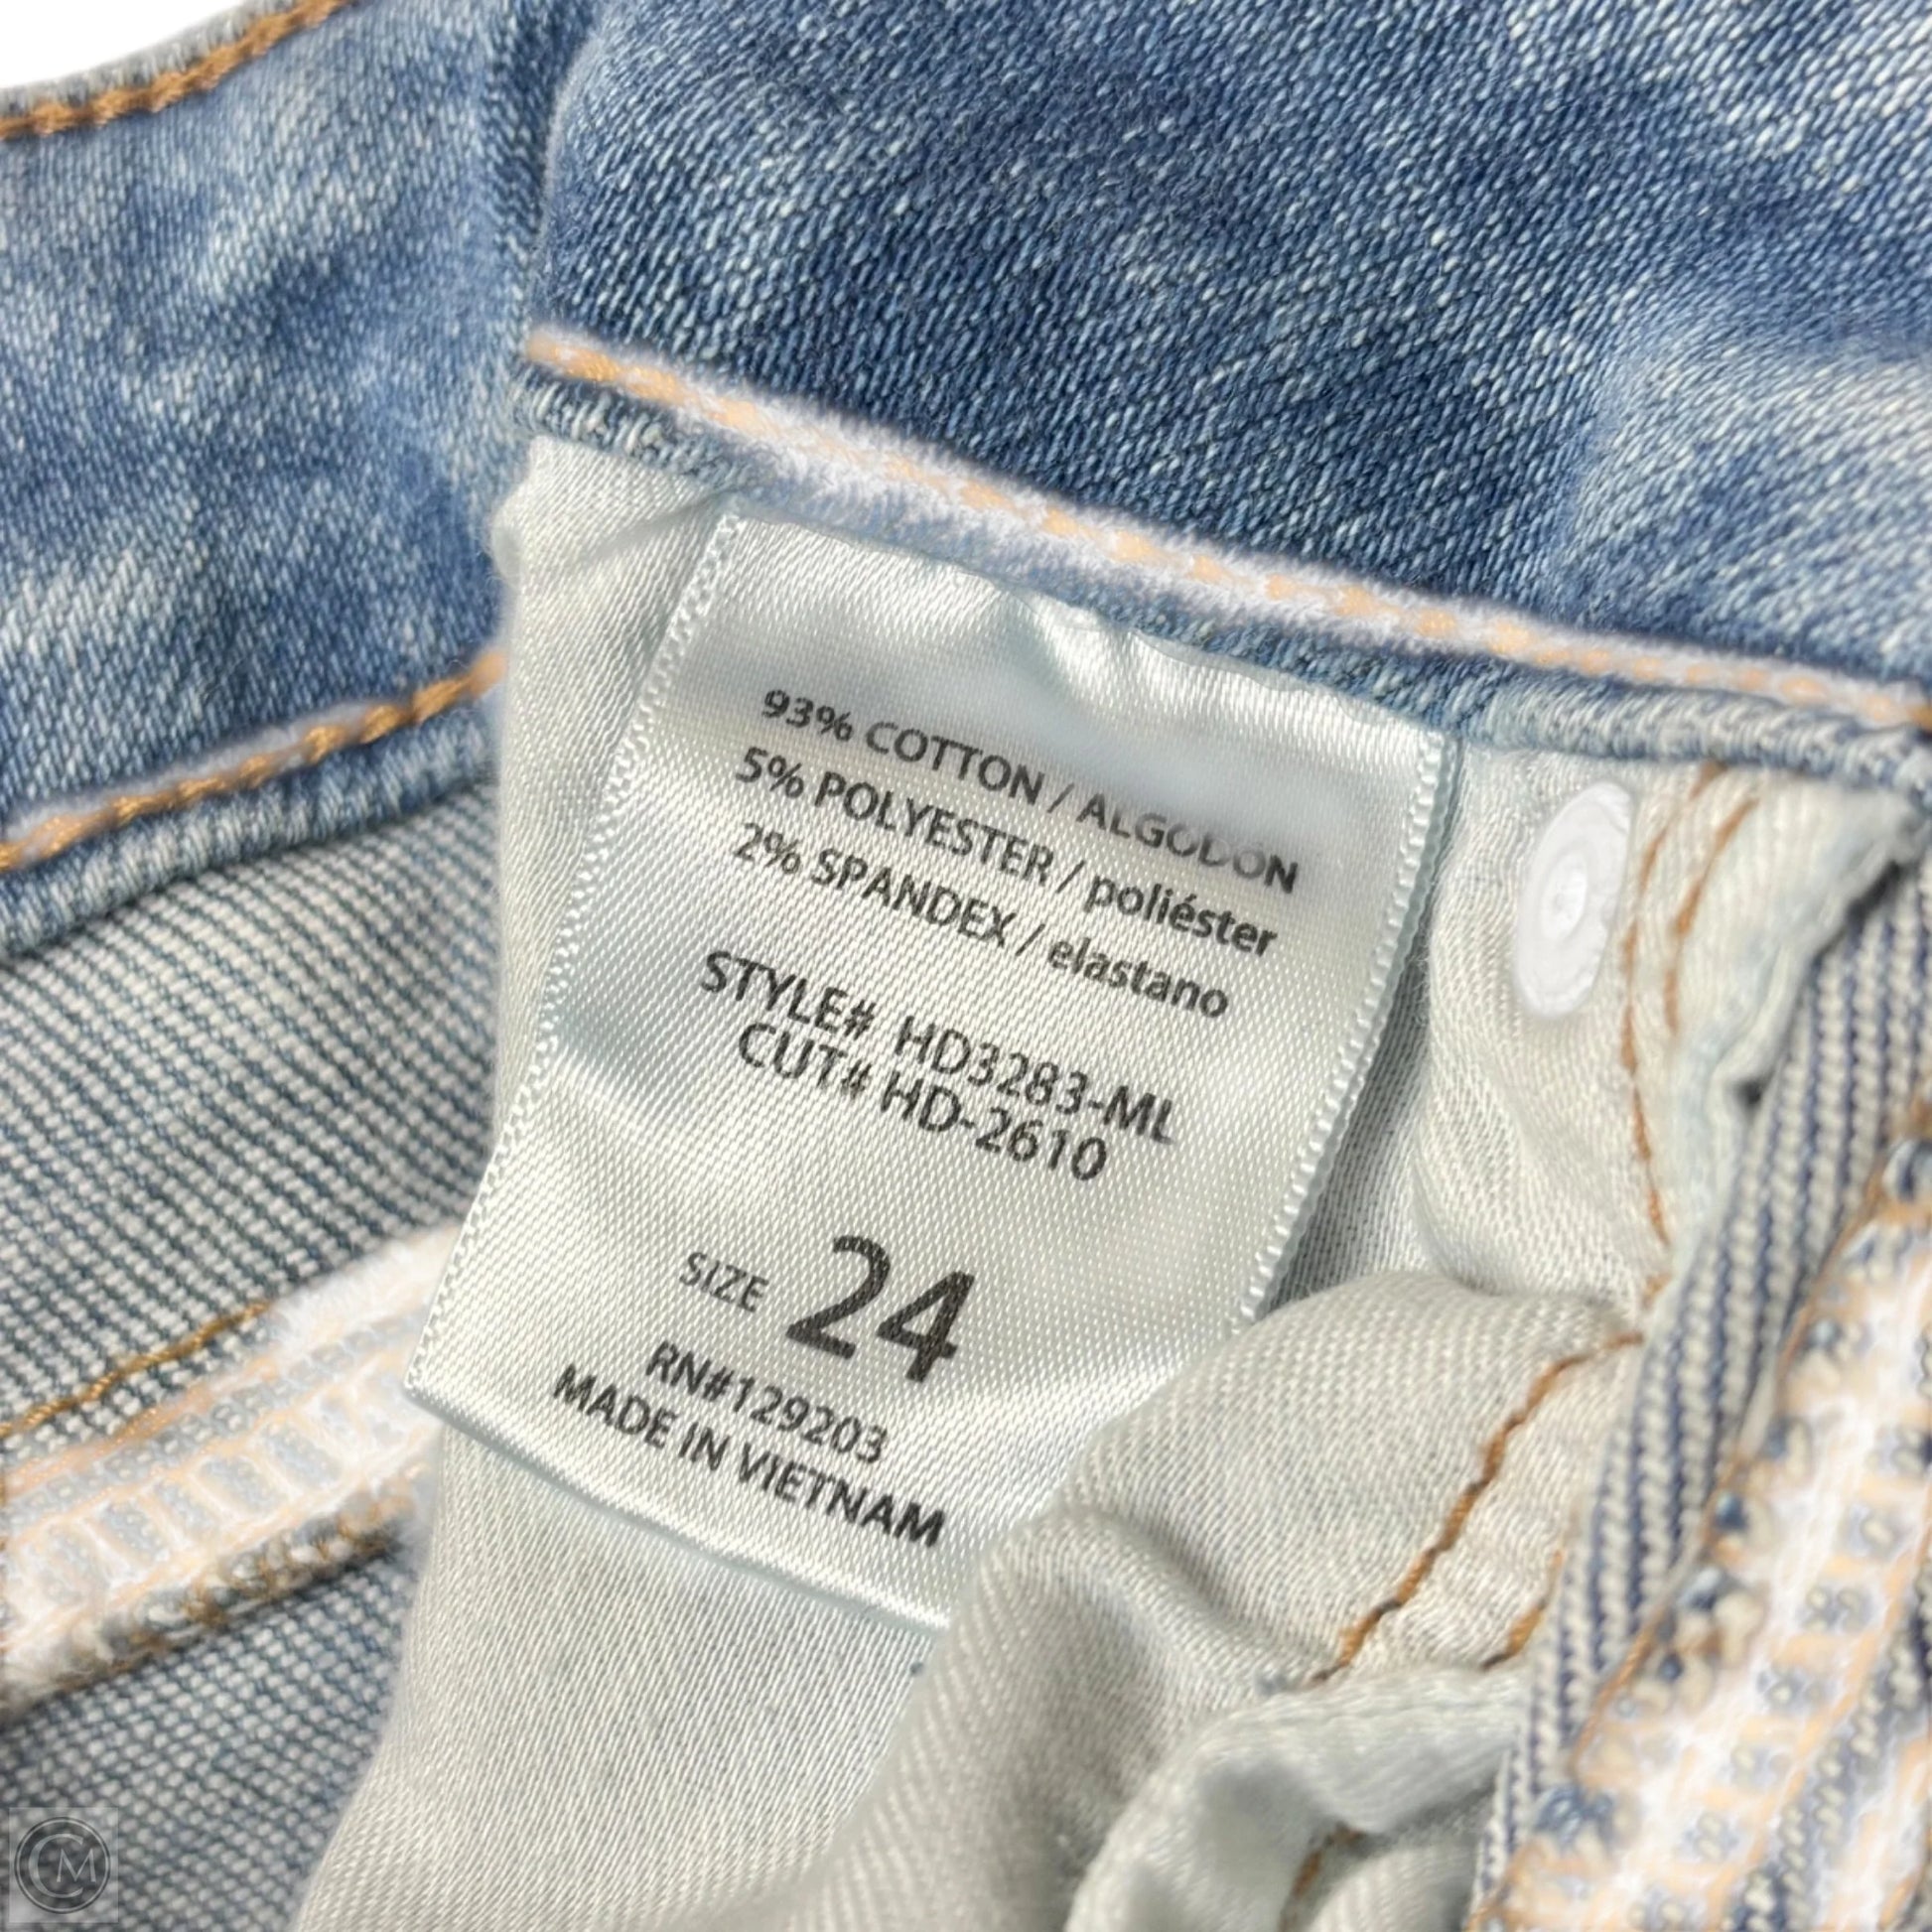 93% COTTON / ALGODON
5% POLYESTER / poliéster
2% SPANDEX / elastano
STYLE# HD3283-ML
CUT# HD-2610
SIZE 24
RN#129203
MADE IN VIETNAM
CM